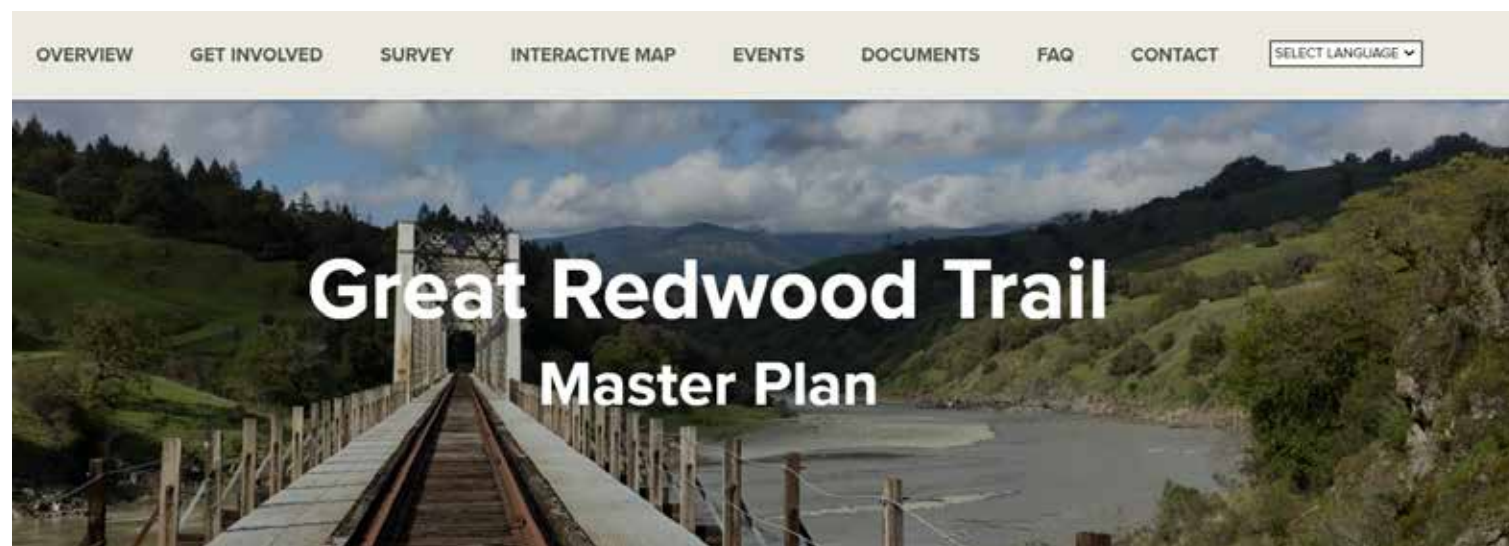 OVERVIEW GET INVOLVED SURVEY INTERACTIVE MAP EVENTS DOCUMENTS FAQ CONTACT SELECT LANGUAGE
Great Redwood Trail
Master Plan